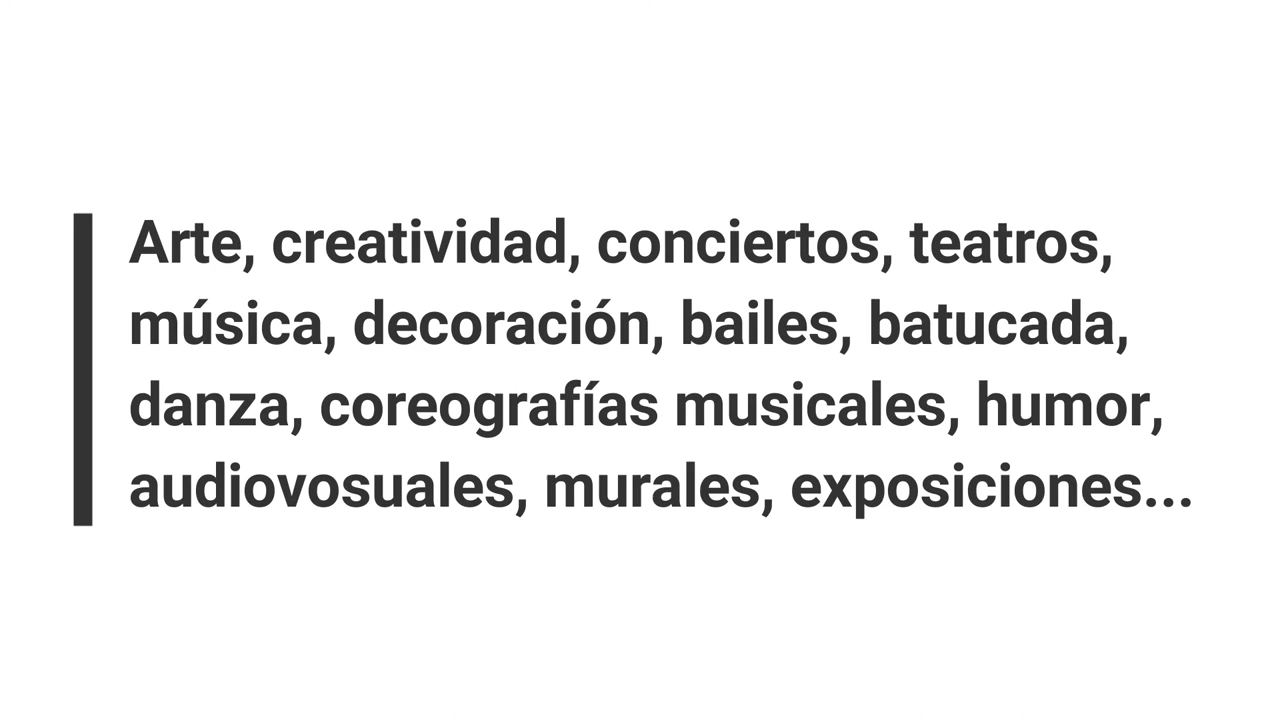 Arte, creatividad, conciertos, teatros,
música, decoración, bailes, batucada,
danza, coreografías musicales, humor,
audiovosuales, murales, exposiciones...